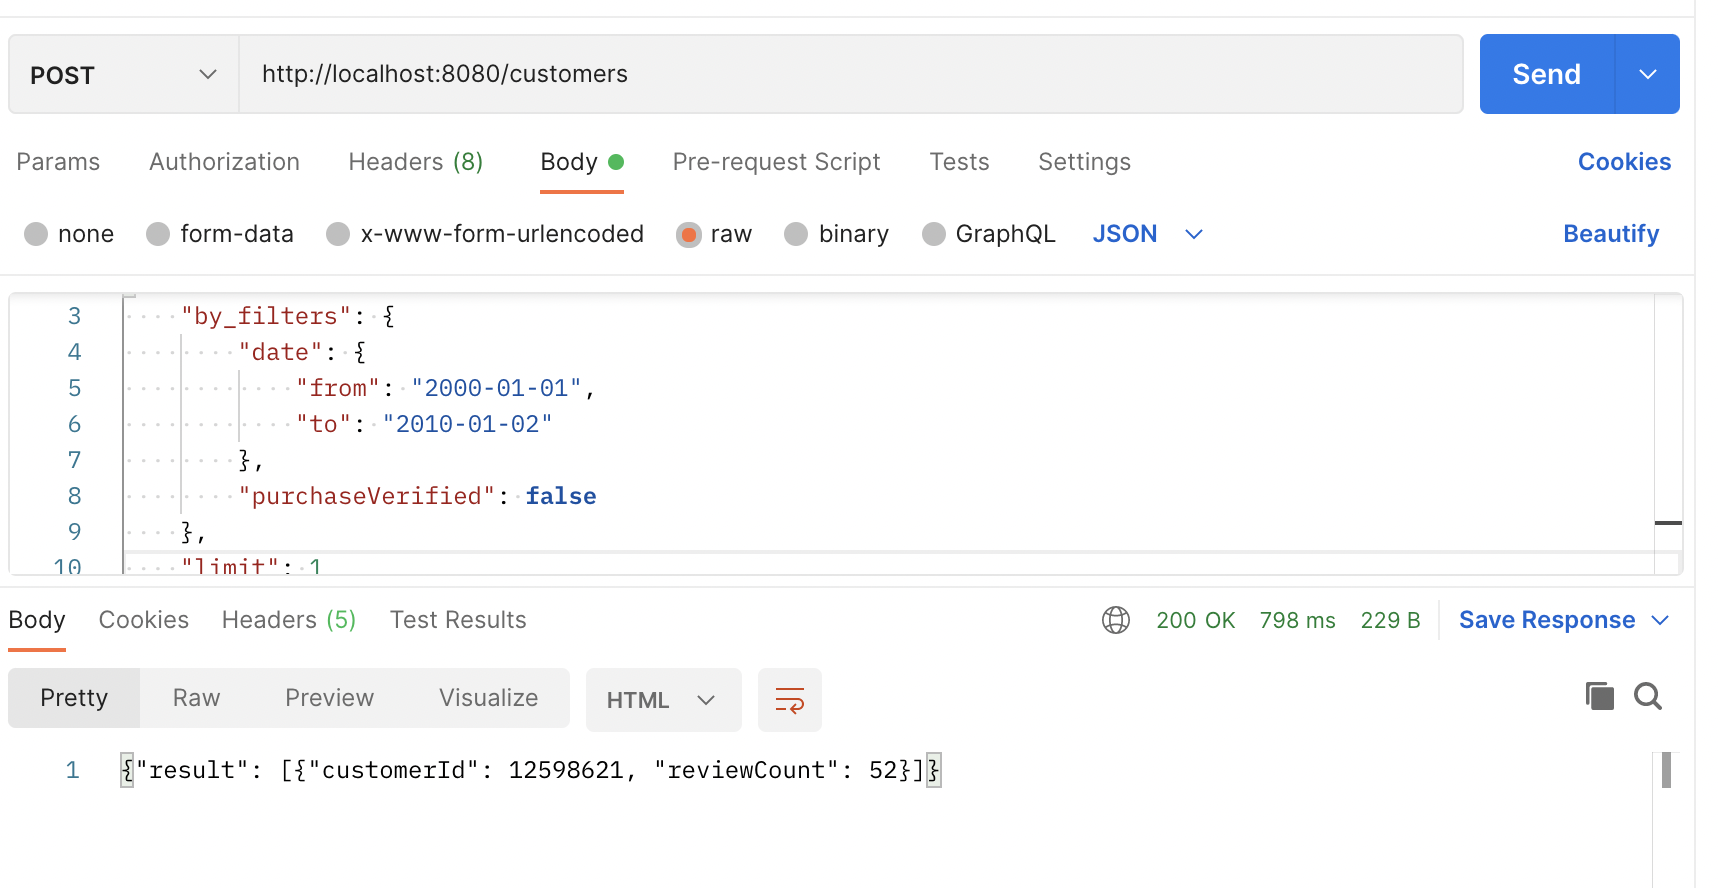 POST http://localhost:8080/customers Send
Params Authorization Headers (8) Body Pre-request Script Tests Settings Cookies
none form-data x-www-form-urlencoded raw binary GraphQL JSON Beautify
3 "by_filters": {
4 "date": {
5 "from": "2000-01-01",
6 "to": "2010-01-02"
7 },
8 "purchaseVerified": false
9 },
10 "limit": 1
Body Cookies Headers (5) Test Results 200 OK 798 ms 229 B Save Response
Pretty Raw Preview Visualize HTML
1 {"result": [{"customerId": 12598621, "reviewCount": 52}]}